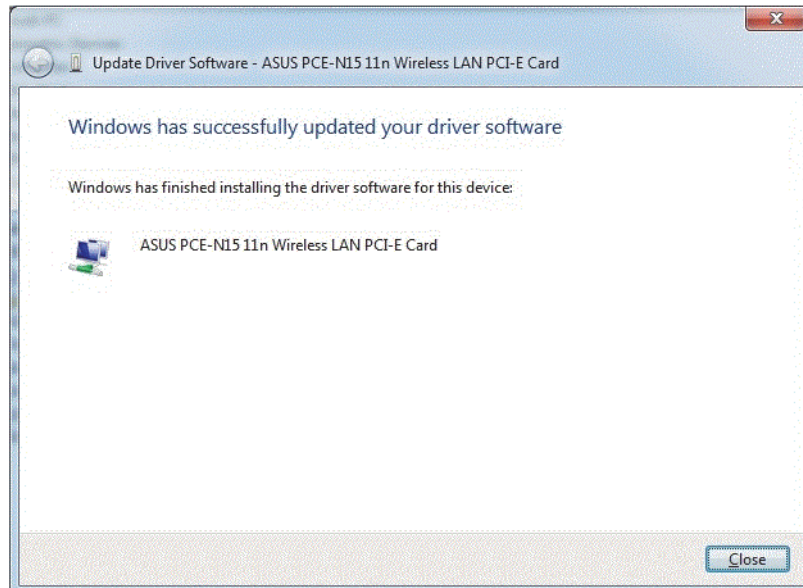 Update Driver Software - ASUS PCE-N15 11n Wireless LAN PCI-E Card
Windows has successfully updated your driver software
Windows has finished installing the driver software for this device:
ASUS PCE-N15 11n Wireless LAN PCI-E Card
Close